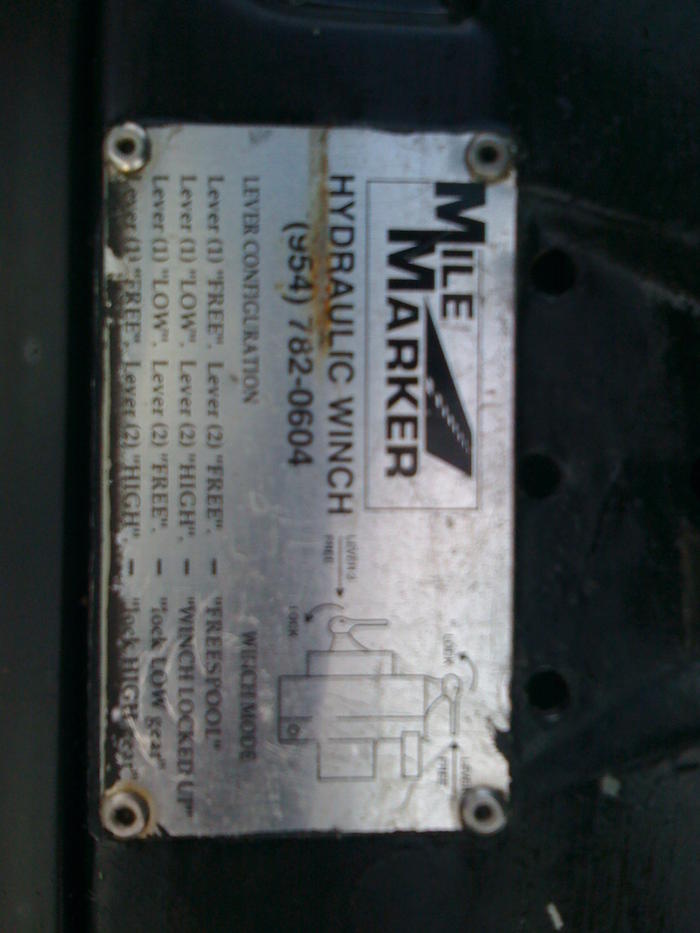 MILE
MARKER
HYDRAULIC WINCH
(954) 782-0604
LOCK
FREE
LEVER 2
FREE
LOCK
LEVER CONFIGURATION WINCH MODE
Lever (1) "FREE", Lever (2) "FREE". – "FREESPOOL"
Lever (1) "LOW", Lever (2) "HIGH". – "WINCH LOCKED UP"
Lever (1) "LOW", Lever (2) "FREE". – "lock LOW gear"
Lever (1) "FREE", Lever (2) "HIGH". – "lock HIGH gear"